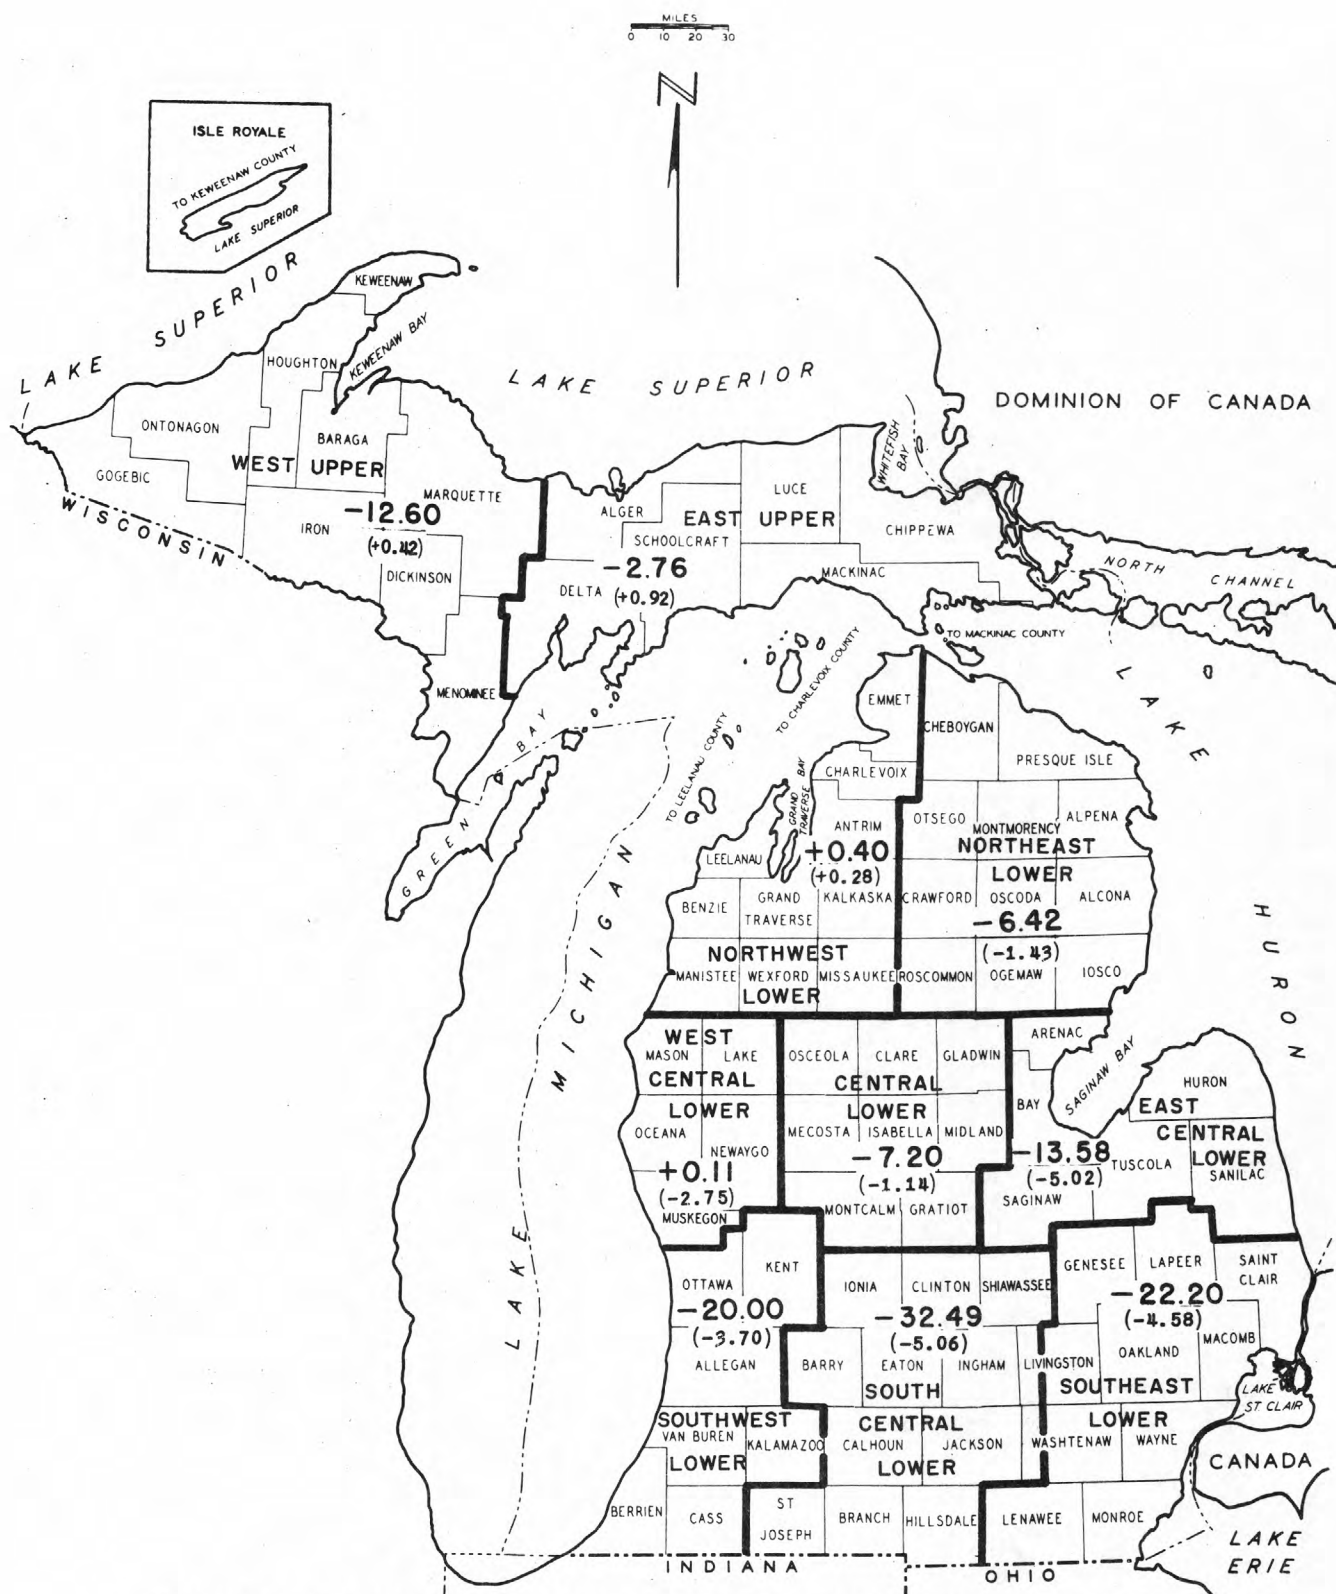 MILES
0 10 20 30
N
ISLE ROYALE
TO KEWEENAW COUNTY
LAKE SUPERIOR
LAKE SUPERIOR
KEWEENAW
KEWEENAW BAY
HOUGHTON
LAKE SUPERIOR
DOMINION OF CANADA
ONTONAGON
BARAGA
WHITEFISH
BAY
GOGEBIC
WEST UPPER
MARQUETTE
LUCE
WISCONSIN
IRON
-12.60
(+0.42)
ALGER
EAST UPPER
SCHOOLCRAFT
CHIPPEWA
DICKINSON
-2.76
DELTA
(+0.92)
MACKINAC
NORTH CHANNEL
TO MACKINAC COUNTY
MENOMINEE
TO CHARLEVOIX COUNTY
EMMET
CHEBOYGAN
LAKE HURON
GREEN BAY
TO LEELANAU COUNTY
CHARLEVOIX
PRESQUE ISLE
GRAND
TRAVERSE BAY
ANTRIM
OTSEGO
MONTMORENCY
ALPENA
LEELANAU
+0.40
(+0.28)
NORTHEAST
LOWER
BENZIE
GRAND
TRAVERSE
KALKASKA
CRAWFORD
OSCODA
ALCONA
-6.42
(-1.43)
NORTHWEST
MANISTEE
WEXFORD
MISSAUKEE
ROSCOMMON
OGEMAW
IOSCO
LOWER
LAKE MICHIGAN
WEST
MASON
LAKE
OSCEOLA
CLARE
GLADWIN
ARENAC
SAGINAW BAY
CENTRAL
CENTRAL
HURON
LOWER
LOWER
BAY
EAST
OCEANA
MECOSTA
ISABELLA
MIDLAND
CENTRAL
NEWAYGO
-7.20
-13.58
TUSCOLA
LOWER
SANILAC
+0.11
(-2.75)
(-1.14)
(-5.02)
SAGINAW
MUSKEGON
MONTCALM
GRATIOT
KENT
GENESEE
LAPEER
SAINT
CLAIR
OTTAWA
IONIA
CLINTON
SHIAWASSEE
-20.00
(-3.70)
-32.49
(-5.06)
-22.20
(-4.58)
MACOMB
ALLEGAN
BARRY
EATON
INGHAM
LIVINGSTON
OAKLAND
SOUTH
SOUTHEAST
LAKE
ST CLAIR
SOUTHWEST
VAN BUREN
KALAMAZOO
CENTRAL
CALHOUN
JACKSON
LOWER
WASHTENAW
WAYNE
LOWER
LOWER
CANADA
BERRIEN
CASS
ST
JOSEPH
BRANCH
HILLSDALE
LENAWEE
MONROE
LAKE
ERIE
INDIANA
OHIO